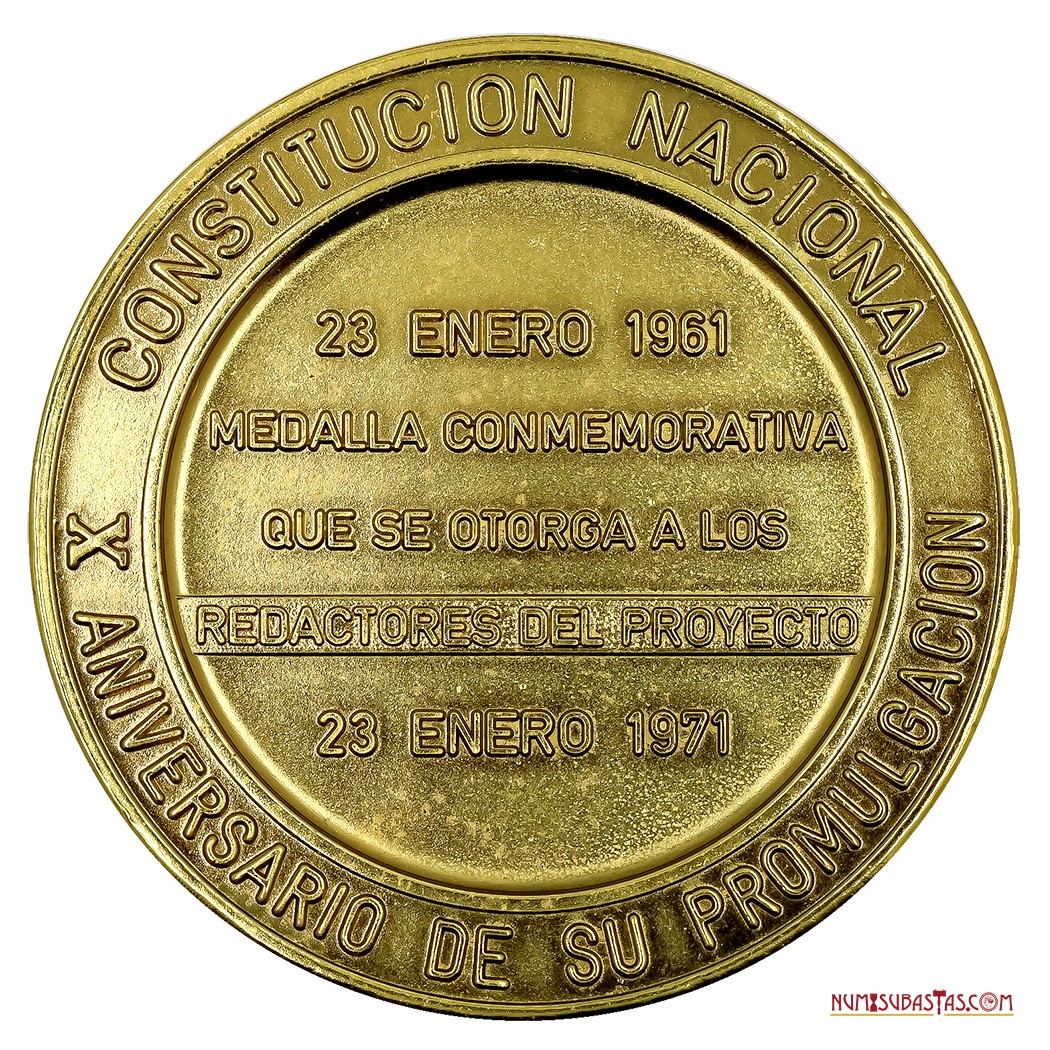 CONSTITUCION NACIONAL
23 ENERO 1961
MEDALLA CONMEMORATIVA
QUE SE OTORGA A LOS
REDACTORES DEL PROYECTO
23 ENERO 1971
X ANIVERSARIO DE SU PROMULGACION
NUMISUBASTAS.COM